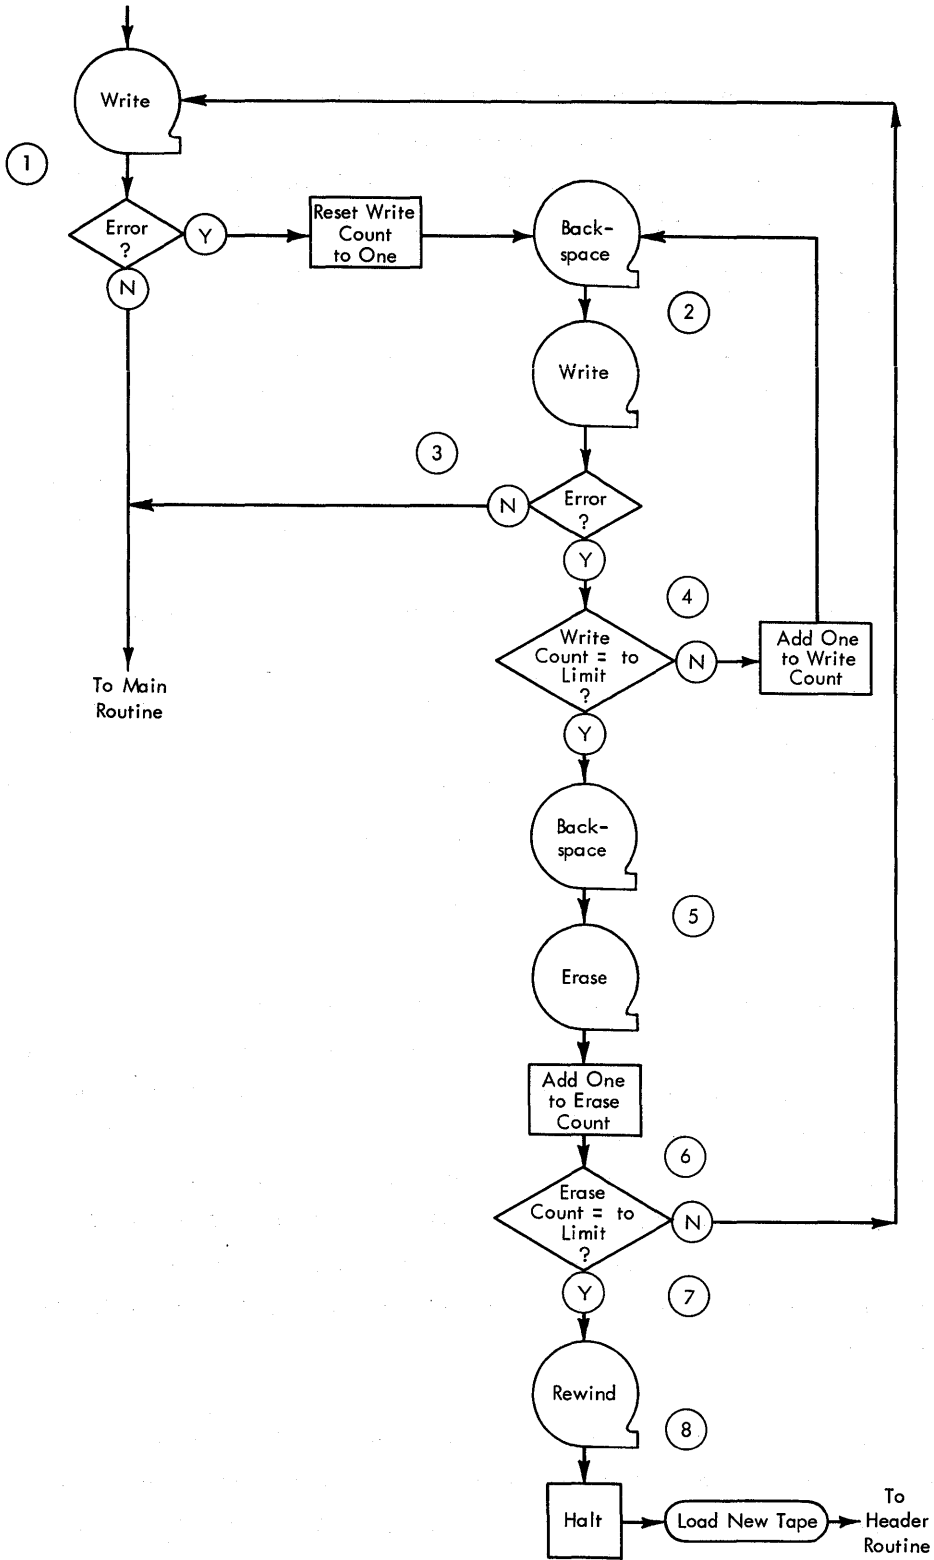 Write
1
Error
?
Y
N
Reset Write
Count
to One
Back-
space
2
Write
3
N
Error
?
Y
4
Write
Count = to
Limit
?
N
Add One
to Write
Count
To Main
Routine
Y
Back-
space
5
Erase
Add One
to Erase
Count
6
Erase
Count = to
Limit
?
N
Y
7
Rewind
8
Halt
Load New Tape
To
Header
Routine